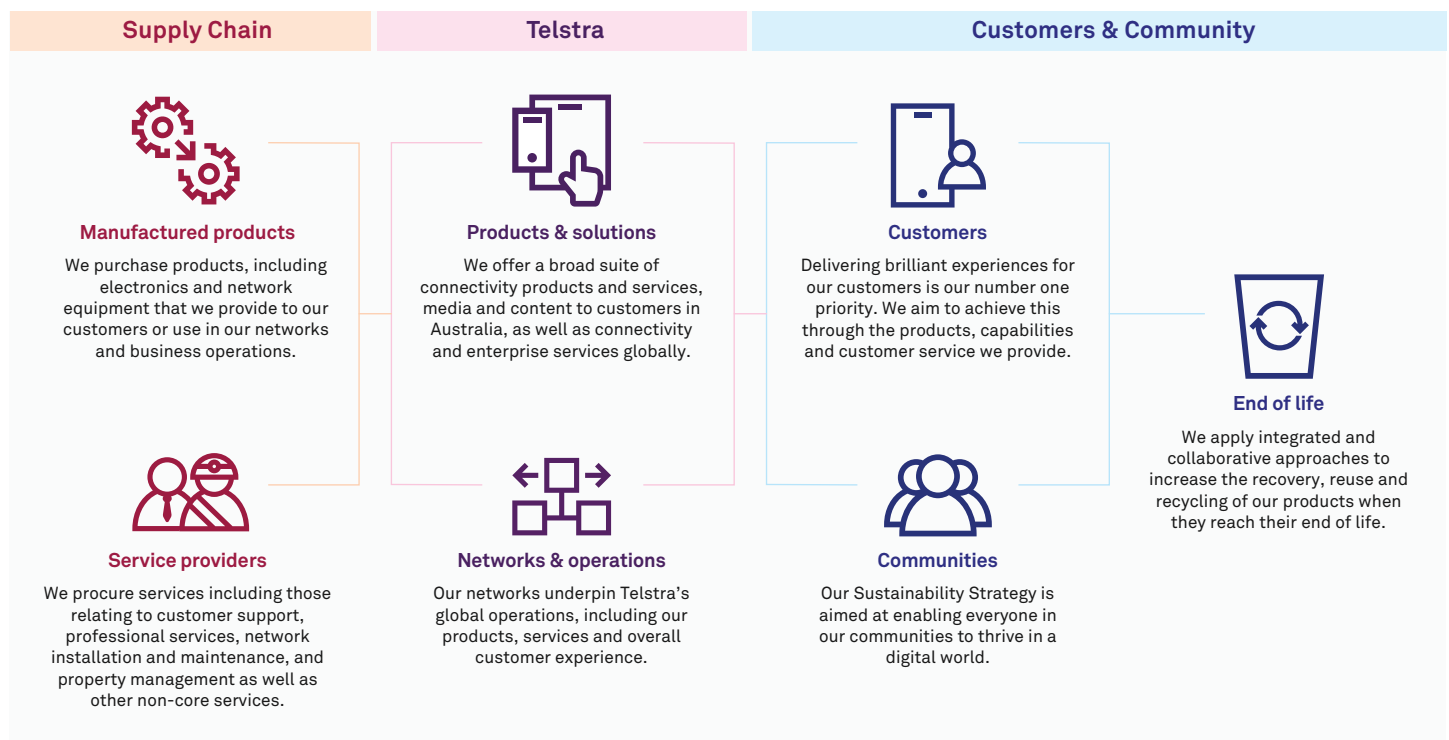 Supply Chain
Telstra
Customers & Community
Manufactured products
We purchase products, including
electronics and network
equipment that we provide to our
customers or use in our networks
and business operations.
Service providers
We procure services including those
relating to customer support,
professional services, network
installation and maintenance, and
property management as well as
other non-core services.
Products & solutions
We offer a broad suite of
connectivity products and services,
media and content to customers in
Australia, as well as connectivity
and enterprise services globally.
Networks & operations
Our networks underpin Telstra’s
global operations, including our
products, services and overall
customer experience.
Customers
Delivering brilliant experiences for
our customers is our number one
priority. We aim to achieve this
through the products, capabilities
and customer service we provide.
Communities
Our Sustainability Strategy is
aimed at enabling everyone in
our communities to thrive in a
digital world.
End of life
We apply integrated and
collaborative approaches to
increase the recovery, reuse and
recycling of our products when
they reach their end of life.